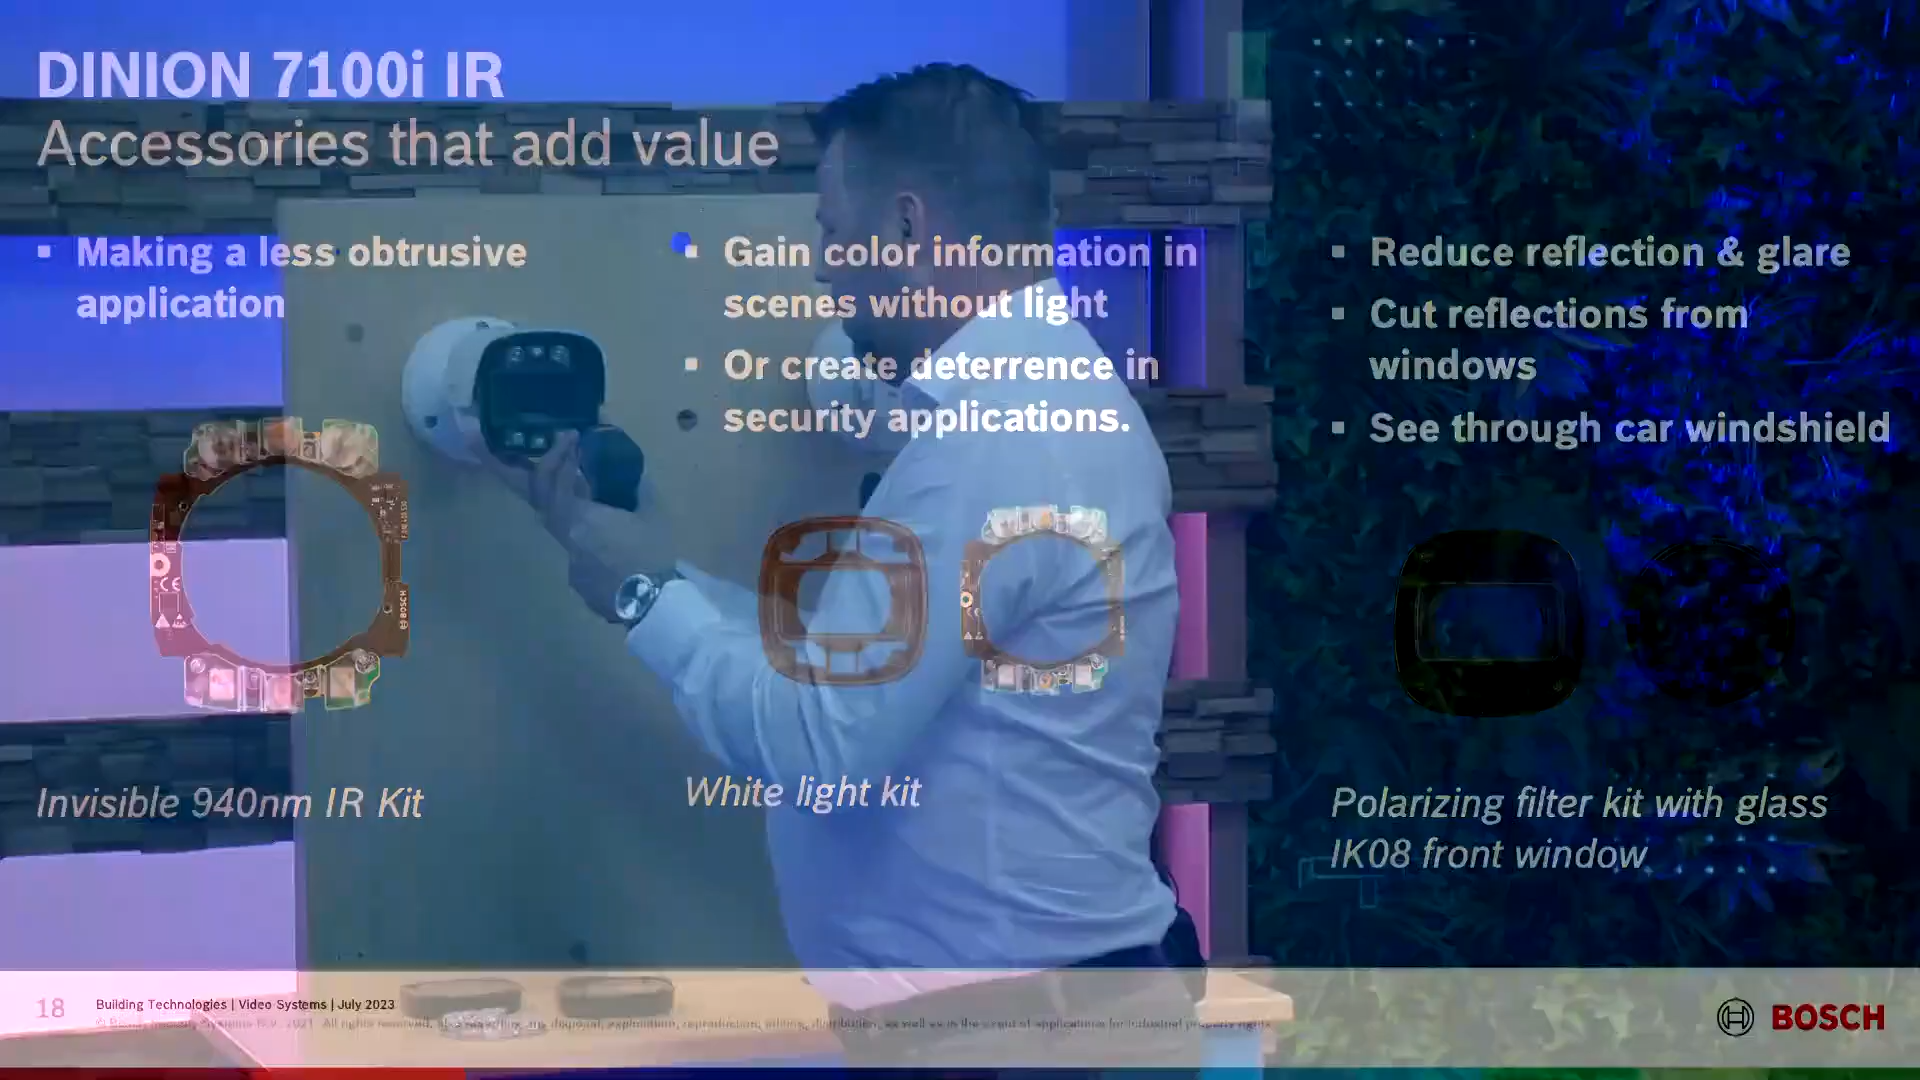 DINION 7100i IR
Accessories that add value
▪ Making a less obtrusive
application
▪ Gain color information in
scenes without light
▪ Or create deterrence in
security applications.
▪ Reduce reflection & glare
▪ Cut reflections from
windows
▪ See through car windshield
CE
BOSCH
Invisible 940nm IR Kit
White light kit
Polarizing filter kit with glass
IK08 front window
18
Building Technologies | Video Systems | July 2023
BOSCH